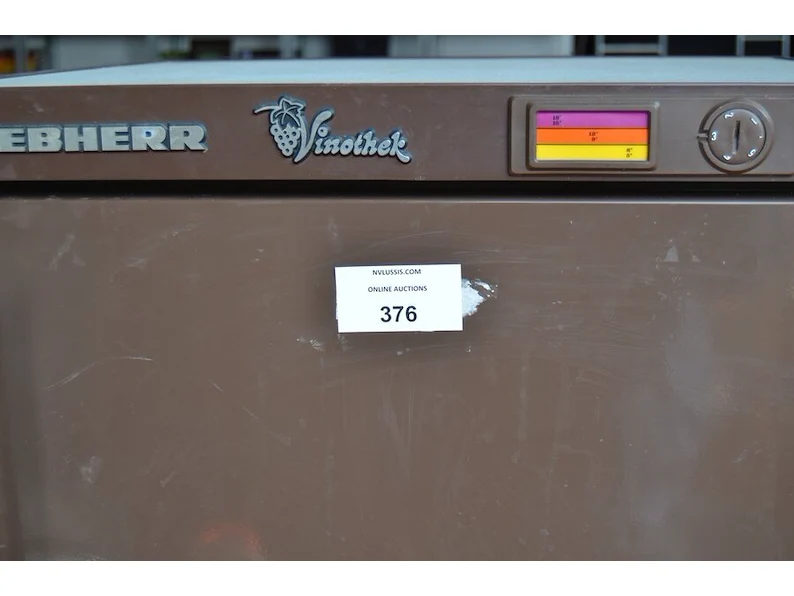 EBHERR
Vinothek
NVLUSSIS.COM
ONLINE AUCTIONS
376